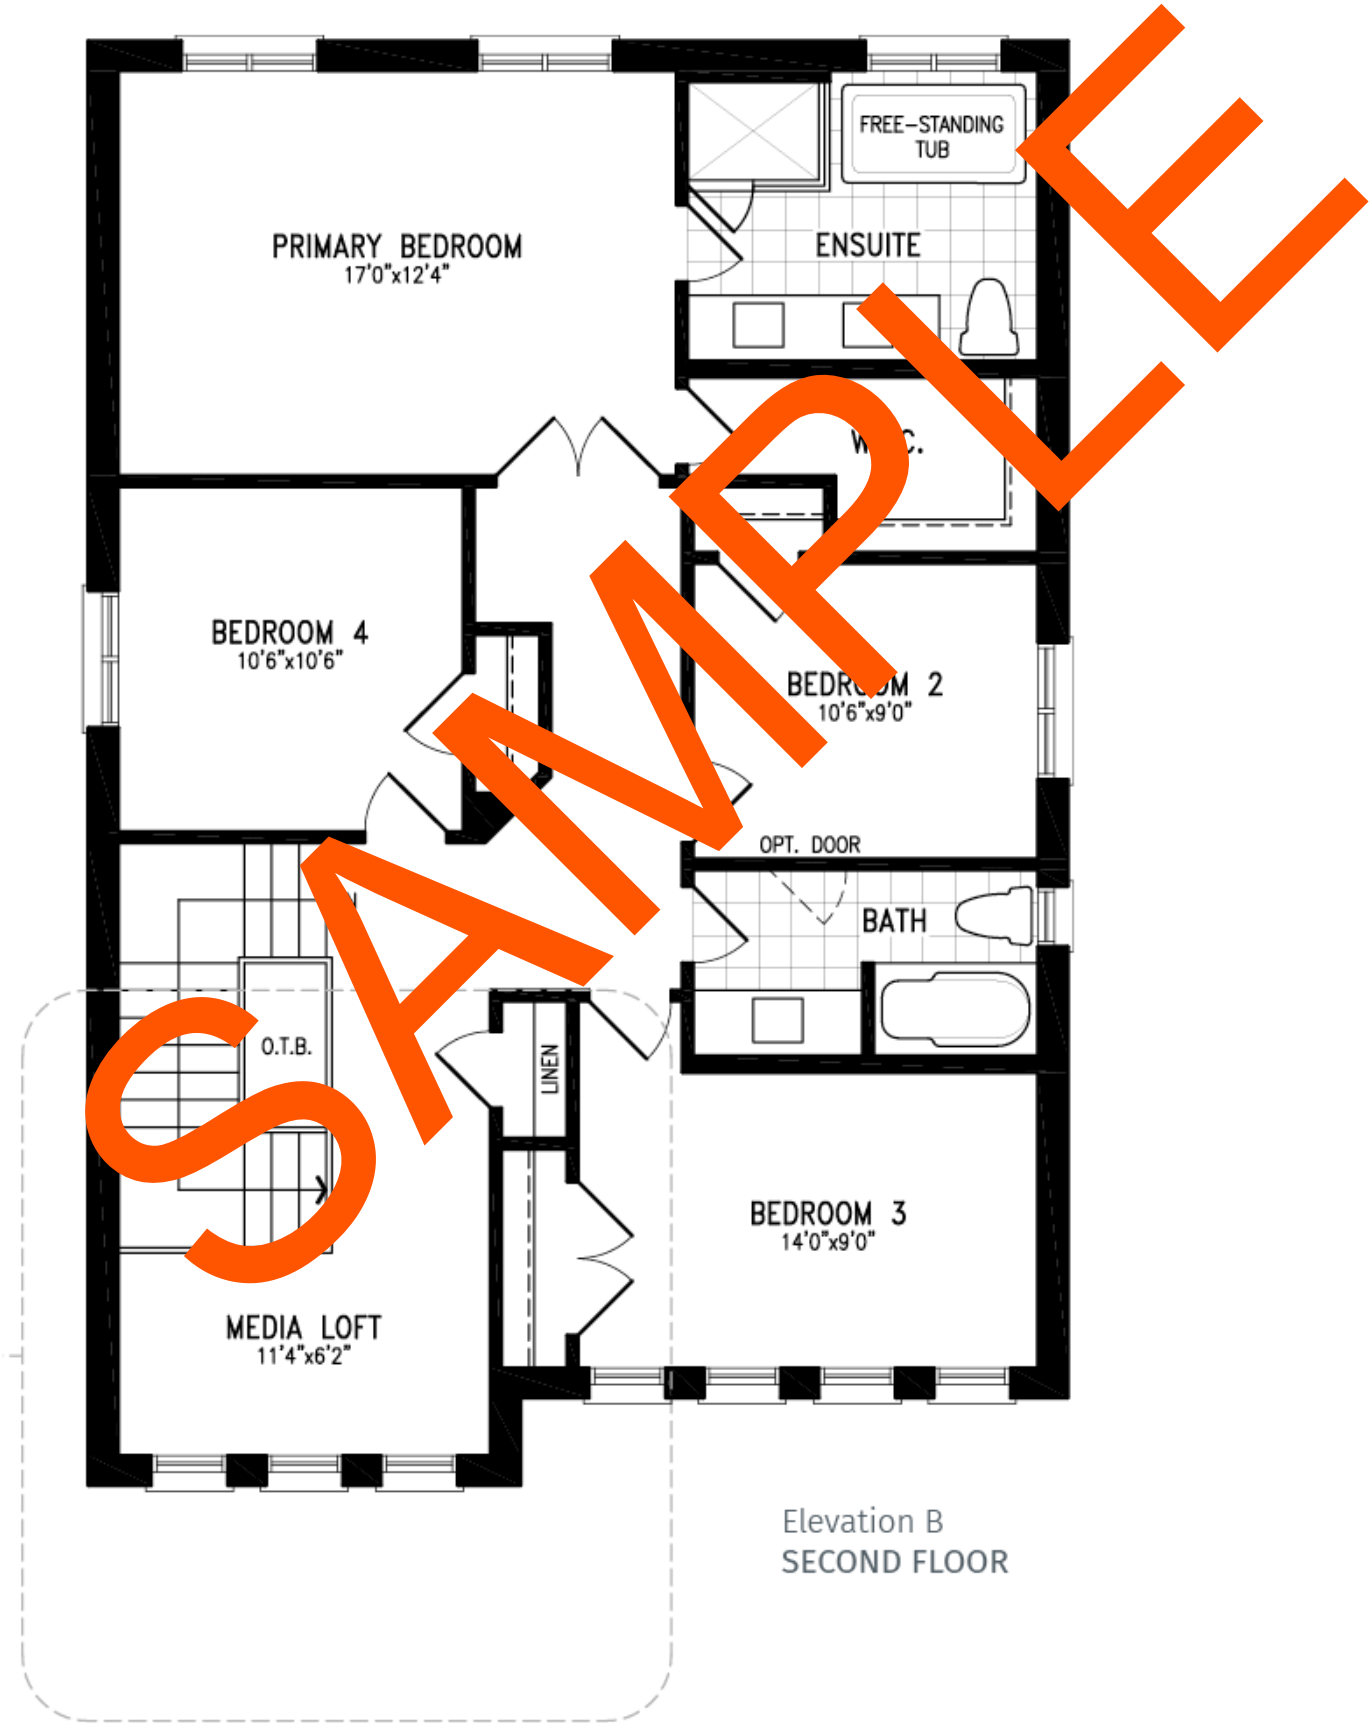 FREE-STANDING
TUB
PRIMARY BEDROOM
17'0"x12'4"
ENSUITE
W.I.C.
BEDROOM 4
10'6"x10'6"
BEDROOM 2
10'6"x9'0"
OPT. DOOR
BATH
O.T.B.
LINEN
BEDROOM 3
14'0"x9'0"
MEDIA LOFT
11'4"x6'2"
SAMPLE
Elevation B
SECOND FLOOR